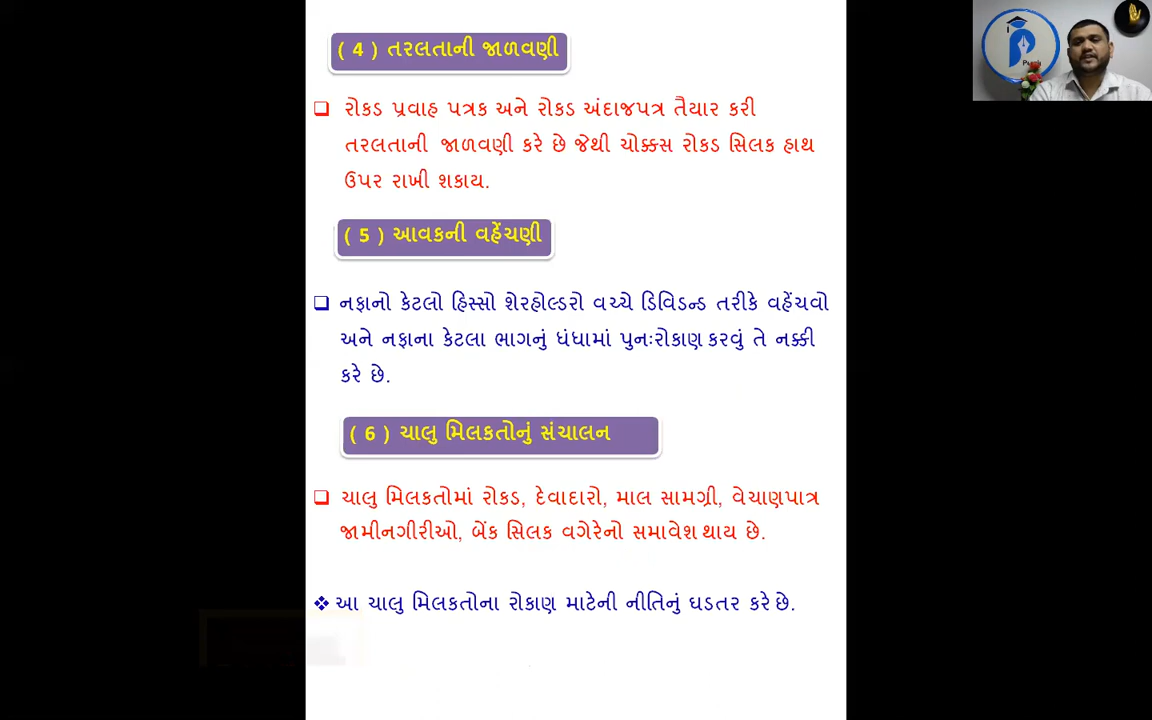 ( 4 ) તરલતાની જાળવણી
❑ રોકડ પ્રવાહ પત્રક અને રોકડ અંદાજપત્ર તૈયાર કરી
તરલતાની જાળવણી કરે છે જેથી ચોક્કસ રોકડ સિલક હાથ
ઉપર રાખી શકાય.
( 5 ) આવકની વહેંચણી
❑ નફાનો કેટલો હિસ્સો શેરહોલ્ડરો વચ્ચે ડિવિડન્ડ તરીકે વહેંચવો
અને નફાના કેટલા ભાગનું ધંધામાં પુનઃરોકાણ કરવું તે નક્કી
કરે છે.
( 6 ) ચાલુ મિલકતોનું સંચાલન
❑ ચાલુ મિલકતોમાં રોકડ, દેવાદારો, માલ સામગ્રી, વેચાણપાત્ર
જામીનગીરીઓ, બેંક સિલક વગેરેનો સમાવેશ થાય છે.
❖ આ ચાલુ મિલકતોના રોકાણ માટેની નીતિનું ઘડતર કરે છે.